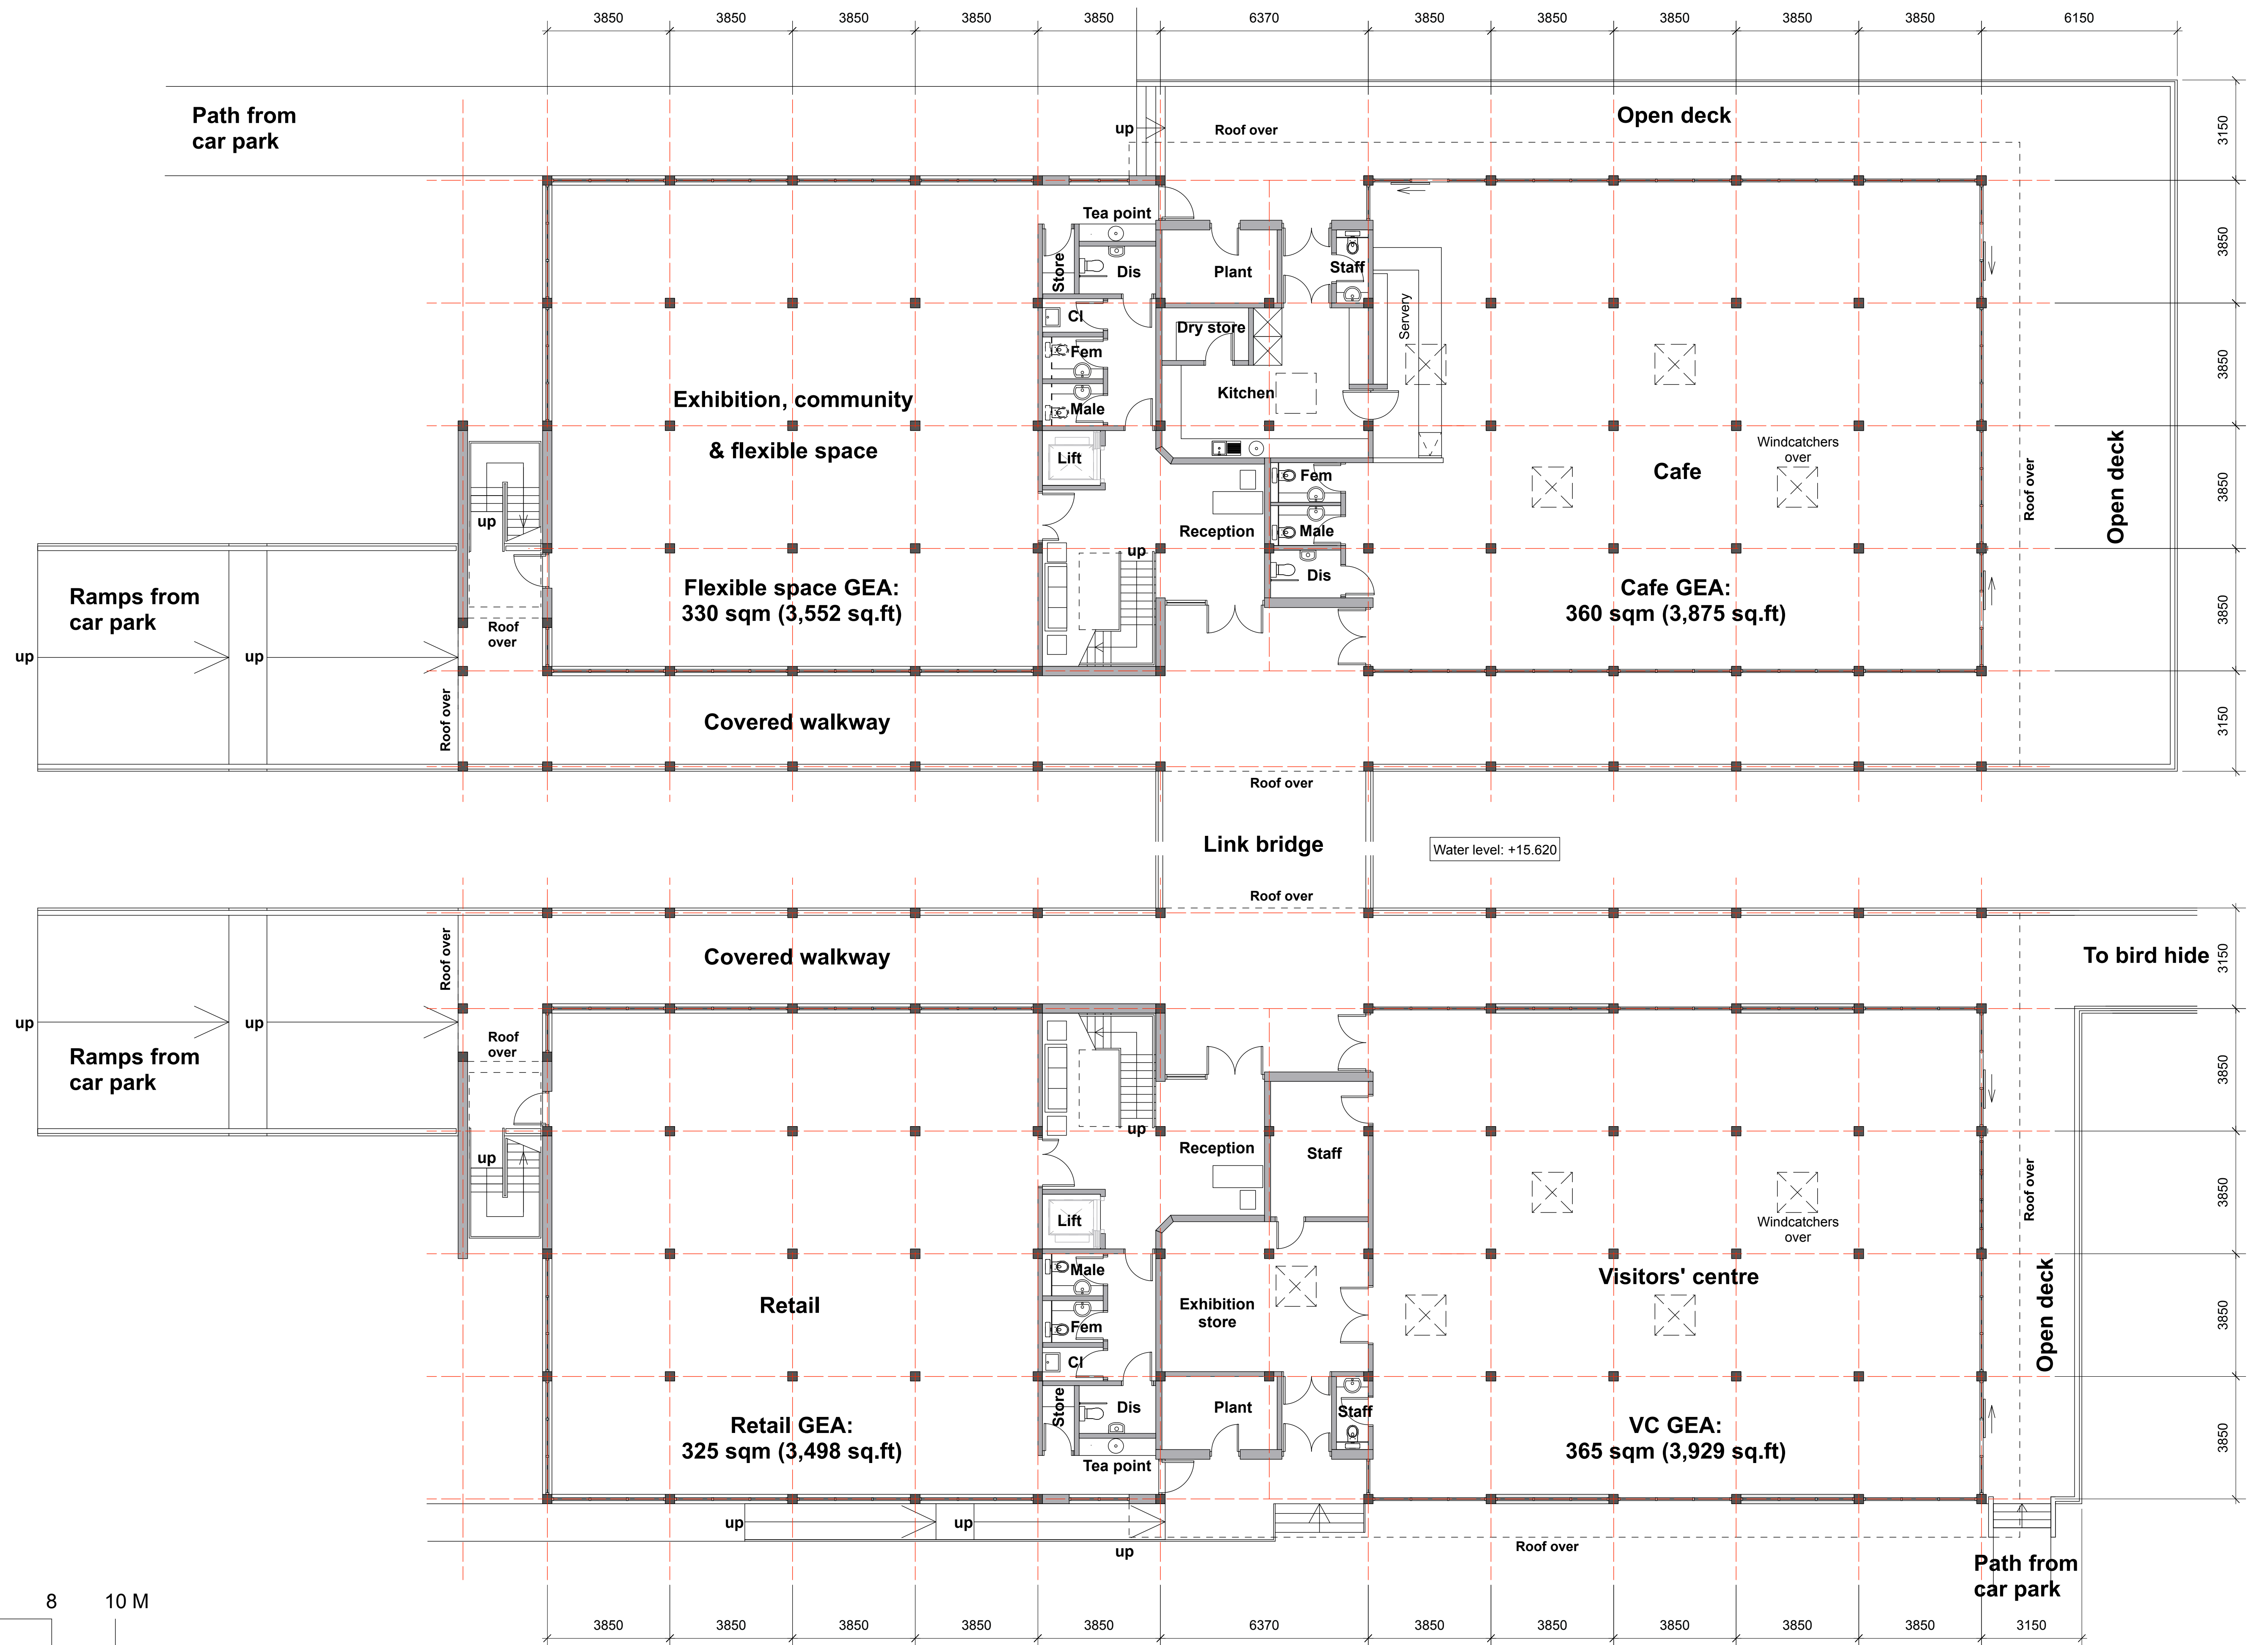 3850 3850 3850 3850 3850 6370 3850 3850 3850 3850 3850 6150
Path from
car park
Open deck
up
Roof over
3150
Tea point
Store
Dis
Plant
Staff
3850
Cl
Dry store
Servery
Fem
Kitchen
Male
3850
Exhibition, community
& flexible space
Lift
Windcatchers
over
Cafe
Roof over
Open deck
3850
Fem
up
Reception
Male
up
Dis
Ramps from
car park
Flexible space GEA:
330 sqm (3,552 sq.ft)
Cafe GEA:
360 sqm (3,875 sq.ft)
3850
Roof
over
up
up
Roof over
Covered walkway
3150
Roof over
Link bridge
Water level: +15.620
Roof over
Roof over
Covered walkway
To bird hide
3150
up
up
Roof
over
Ramps from
car park
3850
up
Reception
Staff
up
Roof over
3850
Lift
Windcatchers
over
Male
Visitors' centre
Retail
Exhibition
store
Fem
Open deck
3850
Cl
Store
Dis
Plant
Staff
Retail GEA:
325 sqm (3,498 sq.ft)
VC GEA:
365 sqm (3,929 sq.ft)
3850
Tea point
up
up
up
Roof over
Path from
car park
8 10 M
3850 3850 3850 3850 3850 6370 3850 3850 3850 3850 3850 3150